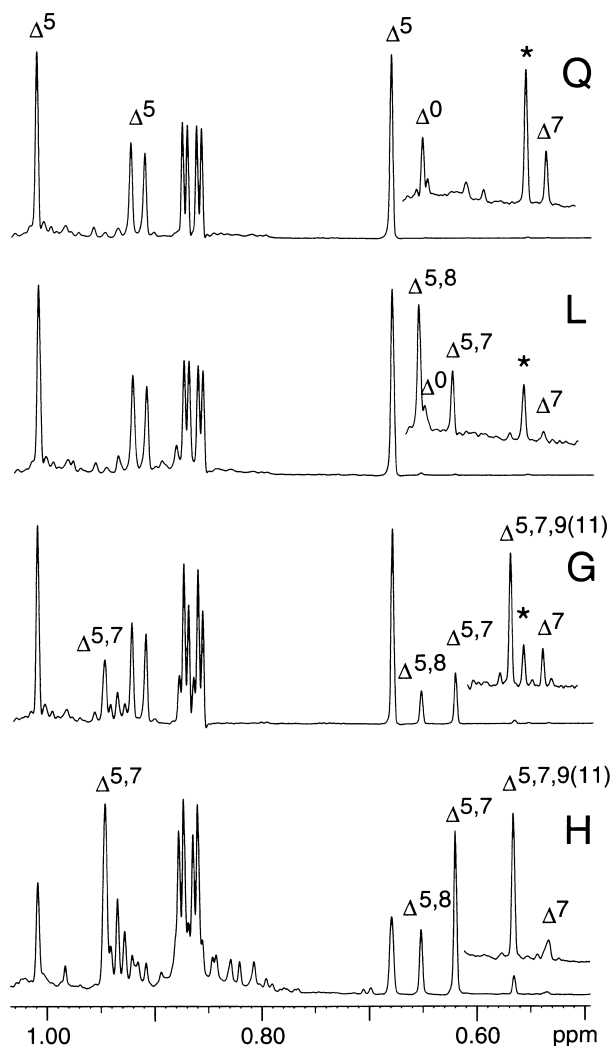 Δ5 Δ5
* Q
Δ5 Δ0 Δ7
Δ5,8 L
Δ5,7 *
Δ0 Δ7
Δ5,7,9(11)
G
Δ5,7 Δ5,7 * Δ7
Δ5,8
Δ5,7 Δ5,7,9(11)
Δ5,7 H
Δ5,8 Δ7
1.00 0.80 0.60 ppm